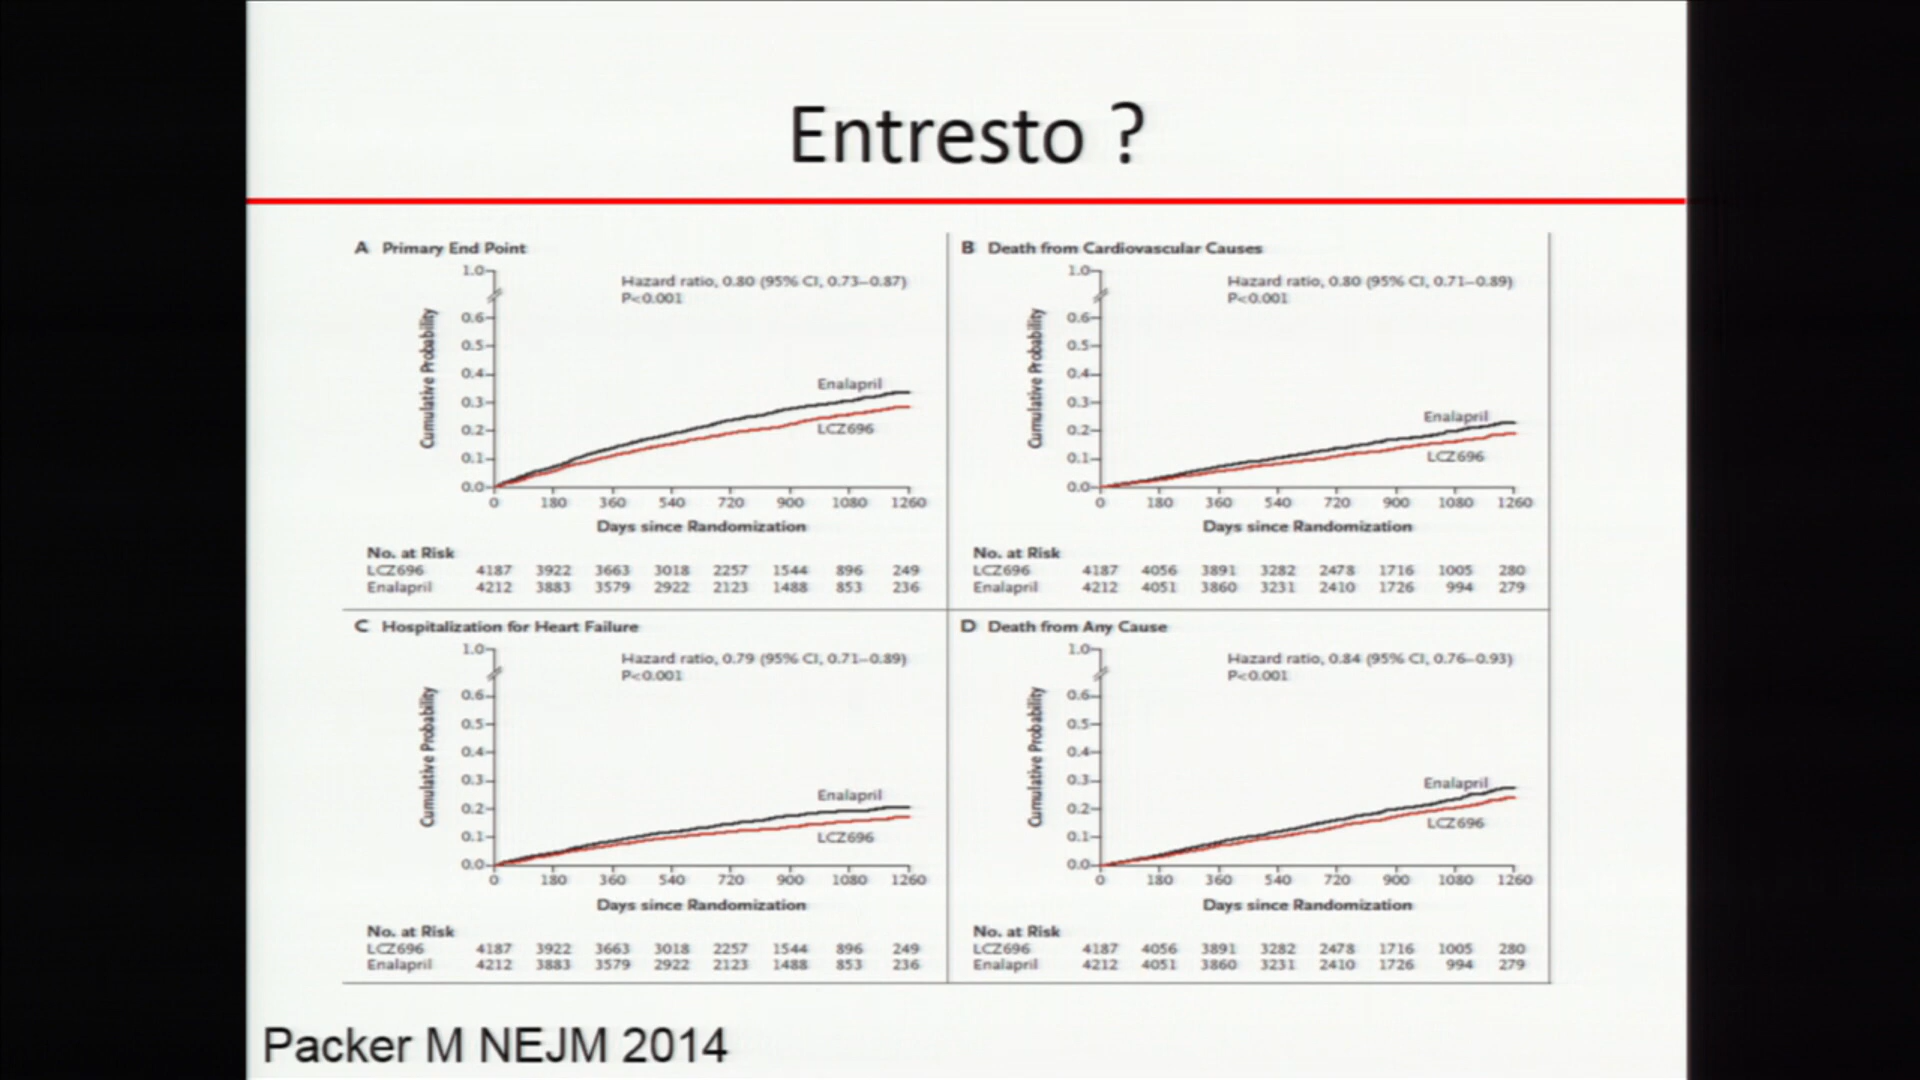 Entresto ?
A Primary End Point
Hazard ratio, 0.80 (95% CI, 0.73–0.87)
P<0.001
Cumulative Probability
1.0
0.6
0.5
0.4
0.3
0.2
0.1
0.0
Enalapril
LCZ696
0 180 360 540 720 900 1080 1260
Days since Randomization
No. at Risk
LCZ696 4187 3922 3663 3018 2257 1544 896 249
Enalapril 4212 3883 3579 2922 2123 1488 853 236
B Death from Cardiovascular Causes
Hazard ratio, 0.80 (95% CI, 0.71–0.89)
P<0.001
Cumulative Probability
1.0
0.6
0.5
0.4
0.3
0.2
0.1
0.0
Enalapril
LCZ696
0 180 360 540 720 900 1080 1260
Days since Randomization
No. at Risk
LCZ696 4187 4056 3891 3282 2478 1716 1005 280
Enalapril 4212 4051 3860 3231 2410 1726 994 279
C Hospitalization for Heart Failure
Hazard ratio, 0.79 (95% CI, 0.71–0.89)
P<0.001
Cumulative Probability
1.0
0.6
0.5
0.4
0.3
0.2
0.1
0.0
Enalapril
LCZ696
0 180 360 540 720 900 1080 1260
Days since Randomization
No. at Risk
LCZ696 4187 3922 3663 3018 2257 1544 896 249
Enalapril 4212 3883 3579 2922 2123 1488 853 236
D Death from Any Cause
Hazard ratio, 0.84 (95% CI, 0.76–0.93)
P<0.001
Cumulative Probability
1.0
0.6
0.5
0.4
0.3
0.2
0.1
0.0
Enalapril
LCZ696
0 180 360 540 720 900 1080 1260
Days since Randomization
No. at Risk
LCZ696 4187 4056 3891 3282 2478 1716 1005 280
Enalapril 4212 4051 3860 3231 2410 1726 994 279
Packer M NEJM 2014